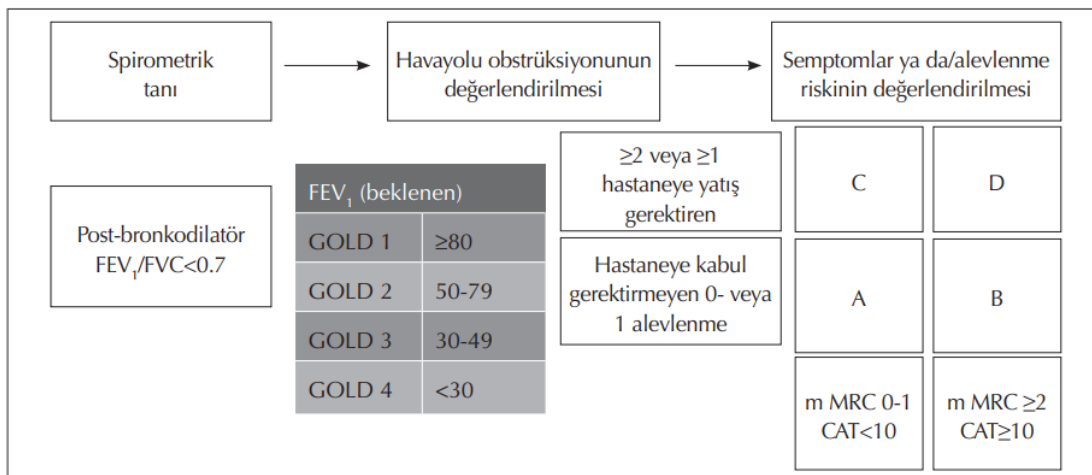 Spirometrik
tanı
Havayolu obstrüksiyonunun
değerlendirilmesi
Semptomlar ya da/alevlenme
riskinin değerlendirilmesi
Post-bronkodilatör
FEV₁/FVC<0.7
FEV₁ (beklenen)
GOLD 1 ≥80
GOLD 2 50-79
GOLD 3 30-49
GOLD 4 <30
≥2 veya ≥1
hastaneye yatış
gerektiren
Hastaneye kabul
gerektirmeyen 0- veya
1 alevlenme
C D
A B
m MRC 0-1
CAT<10
m MRC ≥2
CAT≥10